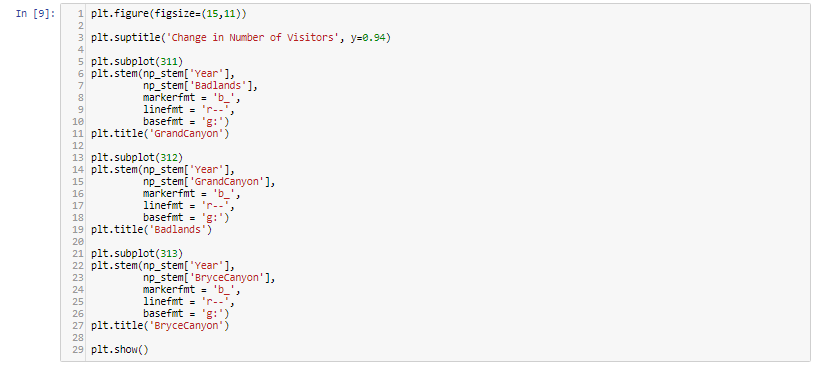 In [9]:
1 plt.figure(figsize=(15,11))
2
3 plt.suptitle('Change in Number of Visitors', y=0.94)
4
5 plt.subplot(311)
6 plt.stem(np_stem['Year'],
7          np_stem['Badlands'],
8          markerfmt = 'b_',
9          linefmt = 'r--',
10          basefmt = 'g:')
11 plt.title('GrandCanyon')
12
13 plt.subplot(312)
14 plt.stem(np_stem['Year'],
15          np_stem['GrandCanyon'],
16          markerfmt = 'b_',
17          linefmt = 'r--',
18          basefmt = 'g:')
19 plt.title('Badlands')
20
21 plt.subplot(313)
22 plt.stem(np_stem['Year'],
23          np_stem['BryceCanyon'],
24          markerfmt = 'b_',
25          linefmt = 'r--',
26          basefmt = 'g:')
27 plt.title('BryceCanyon')
28
29 plt.show()